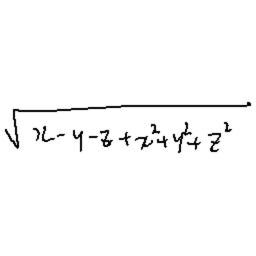 √(x - y - z + x² + y² + z²)